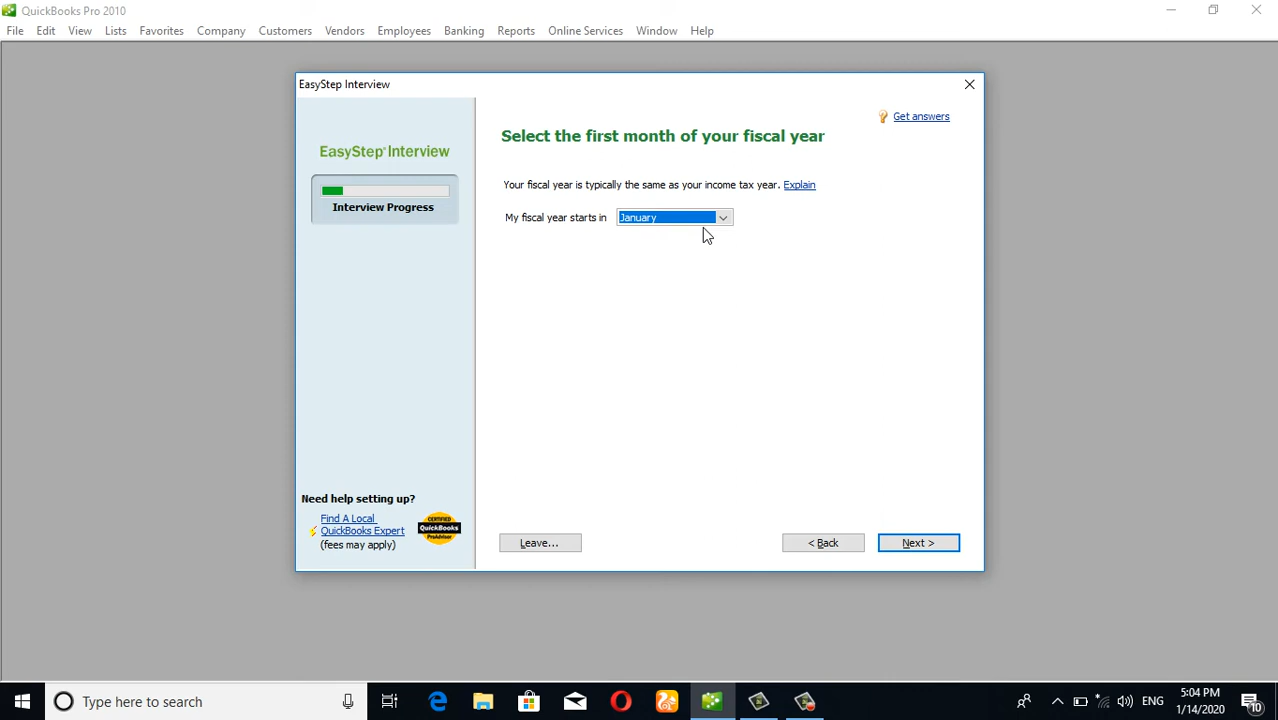 QuickBooks Pro 2010
File Edit View Lists Favorites Company Customers Vendors Employees Banking Reports Online Services Window Help
EasyStep Interview
Get answers
Select the first month of your fiscal year
EasyStep® Interview
Your fiscal year is typically the same as your income tax year. Explain
Interview Progress
My fiscal year starts in January
Need help setting up?
Find A Local
QuickBooks Expert
(fees may apply)
CERTIFIED
QuickBooks
ProAdvisor
Leave...
< Back
Next >
Type here to search
ENG
5:04 PM
1/14/2020
10